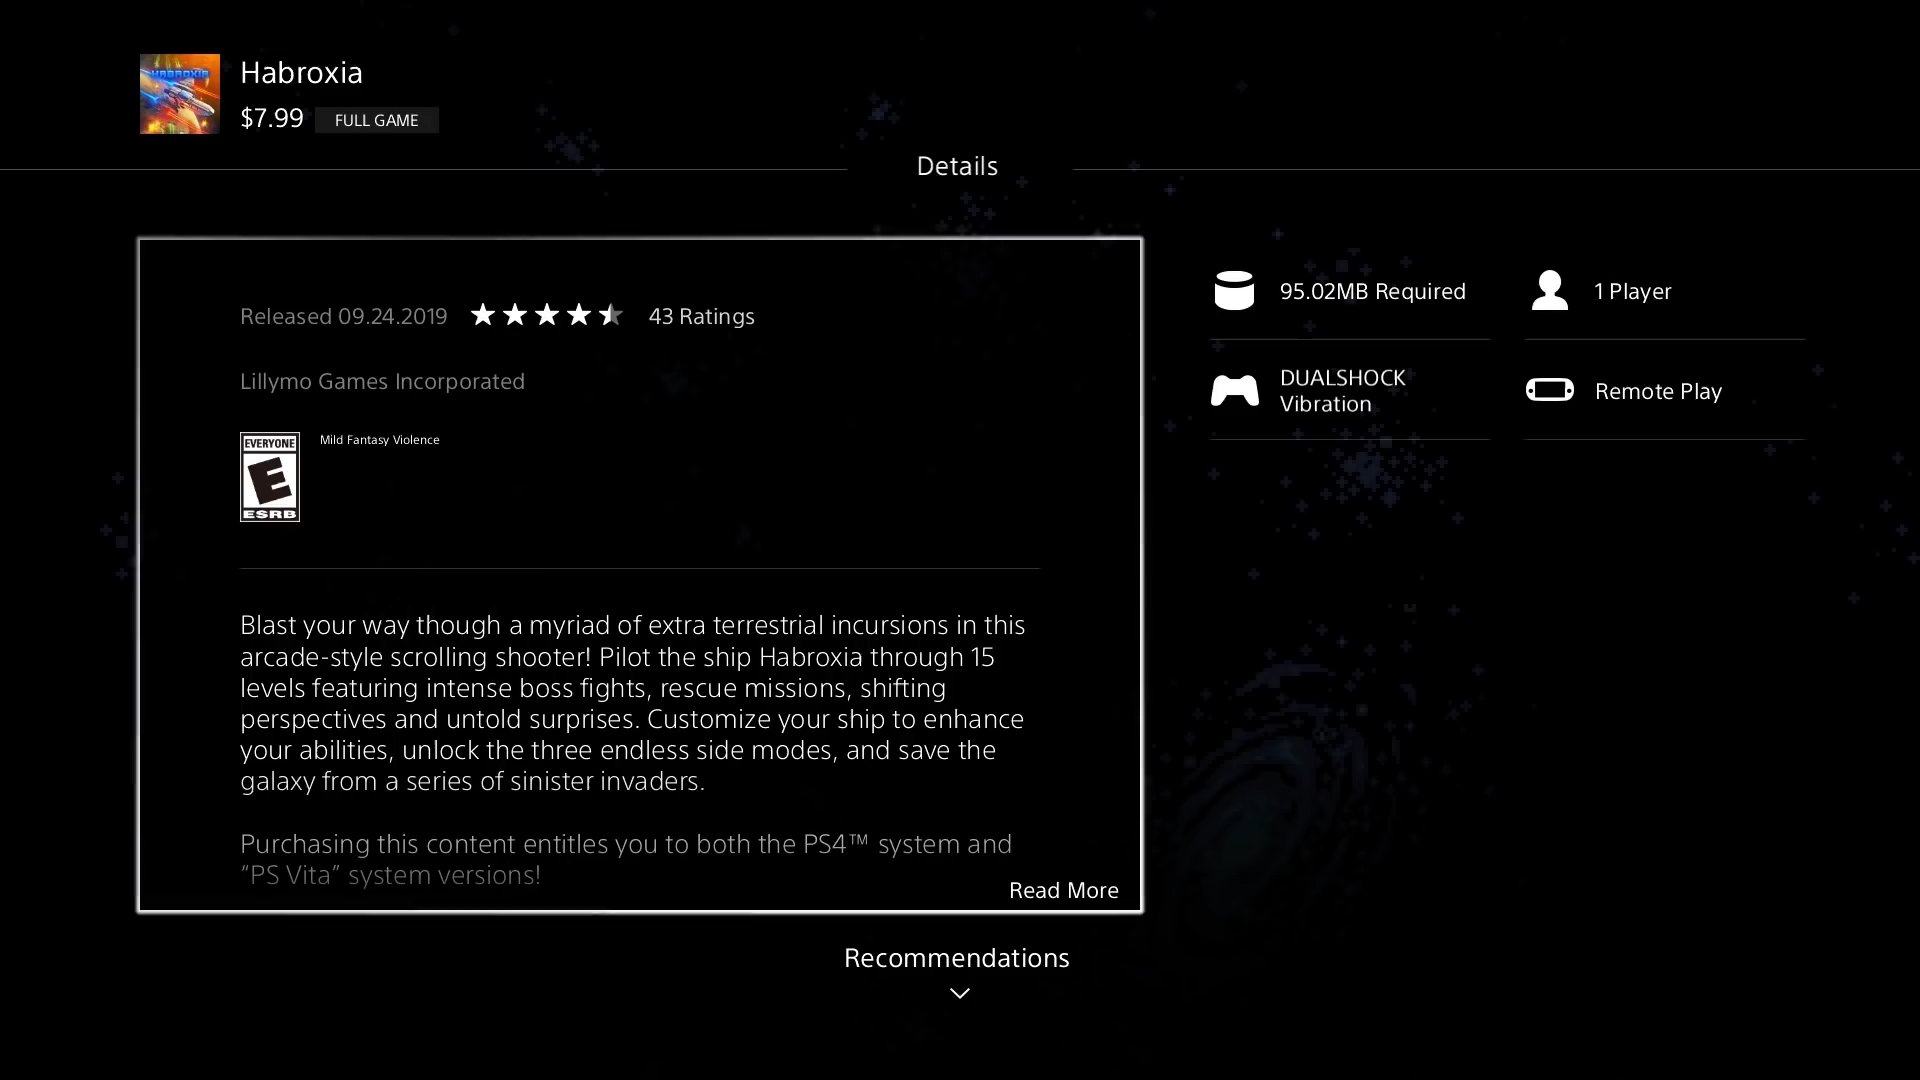 HABROXIA
Habroxia
$7.99 FULL GAME
Details
Released 09.24.2019 43 Ratings
Lillymo Games Incorporated
EVERYONE
E
ESRB
Mild Fantasy Violence
Blast your way though a myriad of extra terrestrial incursions in this
arcade-style scrolling shooter! Pilot the ship Habroxia through 15
levels featuring intense boss fights, rescue missions, shifting
perspectives and untold surprises. Customize your ship to enhance
your abilities, unlock the three endless side modes, and save the
galaxy from a series of sinister invaders.
Purchasing this content entitles you to both the PS4™ system and
“PS Vita” system versions!
Read More
95.02MB Required
1 Player
DUALSHOCK
Vibration
Remote Play
Recommendations